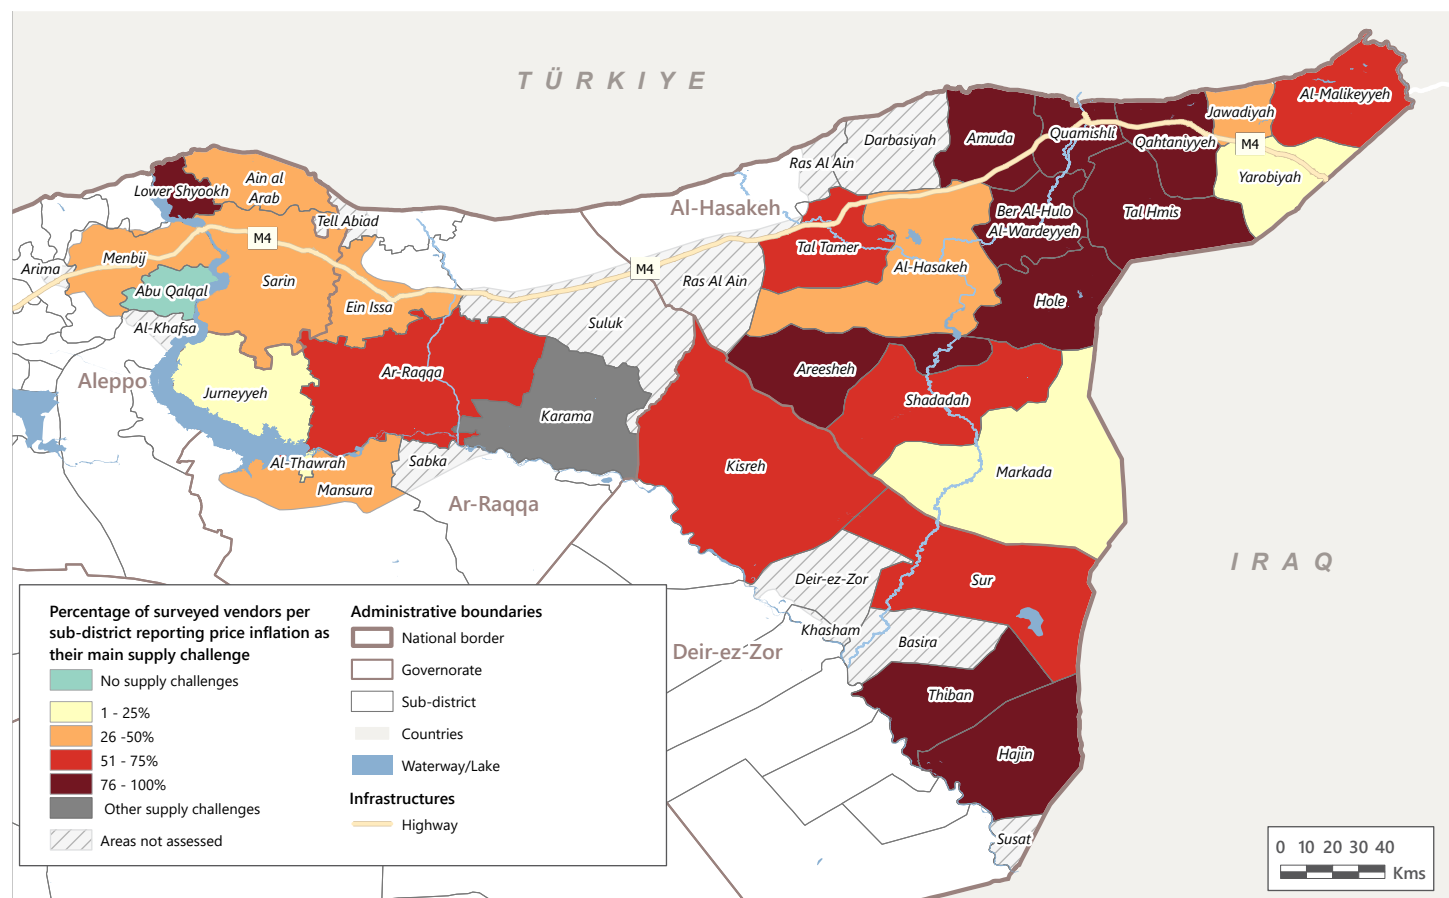 TÜRKIYE
Al-Malikeyyeh
Jawadiyah
Darbasiyah
Amuda
Quamishli
Qahtaniyyeh
M4
Ras Al Ain
Yarobiyah
Ain al
Arab
Lower Shyookh
Al-Hasakeh
Ber Al-Hulo
Al-Wardeyyeh
Tal Hmis
Tell Abiad
M4
Tal Tamer
Menbij
Arima
Sarin
M4
Ras Al Ain
Al-Hasakeh
Abu Qalqal
Ein Issa
Hole
Al-Khafsa
Suluk
Aleppo
Jurneyyeh
Ar-Raqqa
Areesheh
Shadadah
Karama
Al-Thawrah
Sabka
Kisreh
Markada
Mansura
Ar-Raqqa
IRAQ
Deir-ez-Zor
Sur
Khasham
Basira
Deir-ez-Zor
Thiban
Hajin
Susat
Percentage of surveyed vendors per
sub-district reporting price inflation as
their main supply challenge
No supply challenges
1 - 25%
26 -50%
51 - 75%
76 - 100%
Other supply challenges
Areas not assessed
Administrative boundaries
National border
Governorate
Sub-district
Countries
Waterway/Lake
Infrastructures
Highway
0 10 20 30 40
Kms